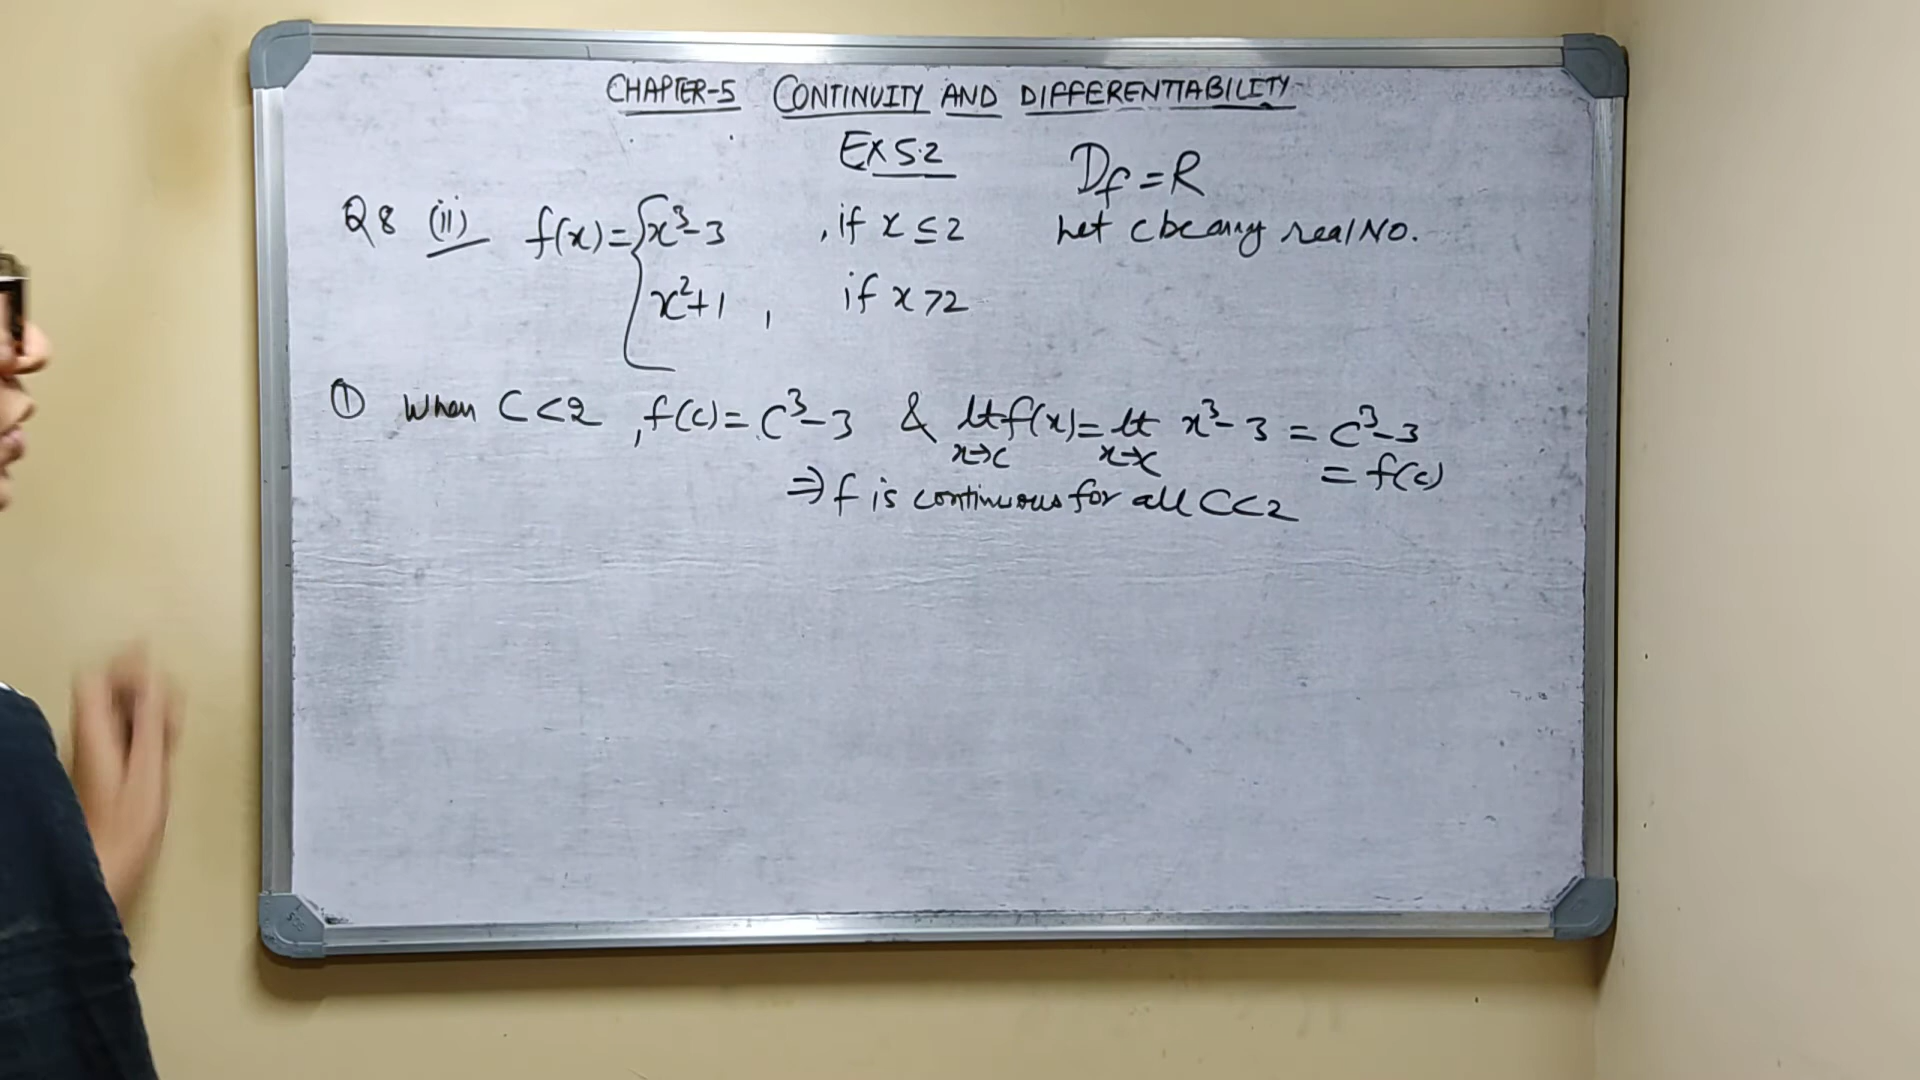 CHAPTER-5 CONTINUITY AND DIFFERENTIABILITY
Ex 5.2
Df = R
Q8 (ii) f(x) = { x³-3 , if x ≤ 2
Let c be any real No.
x²+1 , if x > 2
① When C < 2 , f(c) = C³-3 & lt x→c f(x) = lt x→c x³-3 = C³-3
= f(c)
⇒ f is continuous for all C < 2